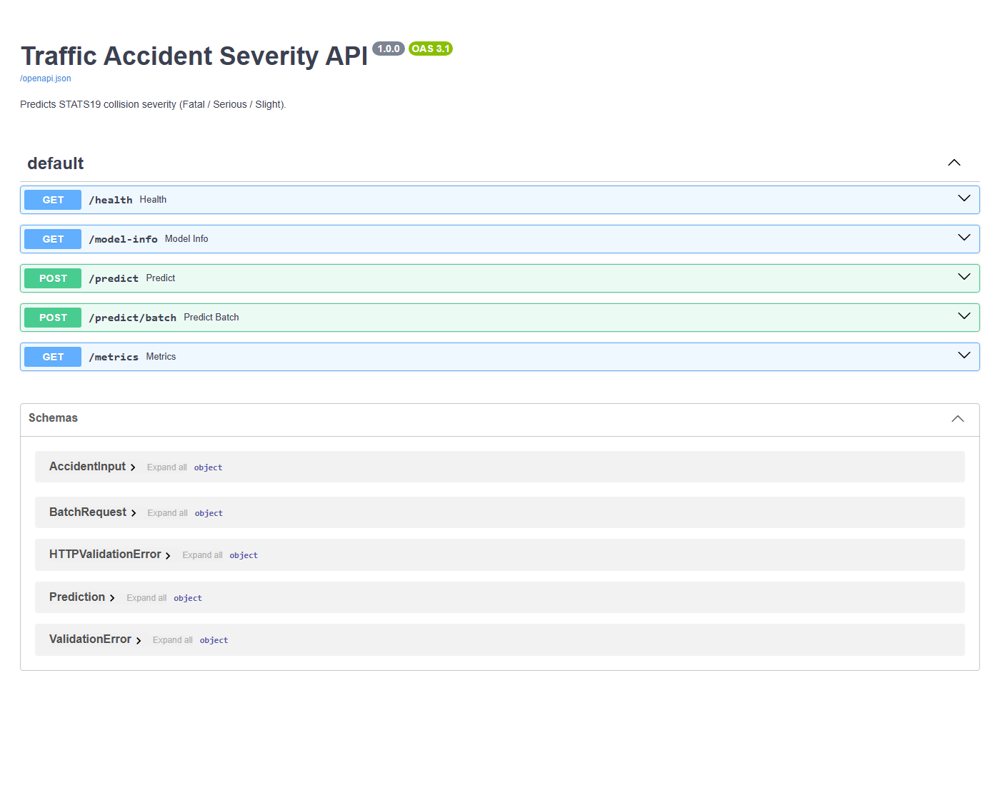 Traffic Accident Severity API 1.0.0 OAS 3.1
/openapi.json
Predicts STATS19 collision severity (Fatal / Serious / Slight).
default
GET /health Health
GET /model-info Model Info
POST /predict Predict
POST /predict/batch Predict Batch
GET /metrics Metrics
Schemas
AccidentInput Expand all object
BatchRequest Expand all object
HTTPValidationError Expand all object
Prediction Expand all object
ValidationError Expand all object